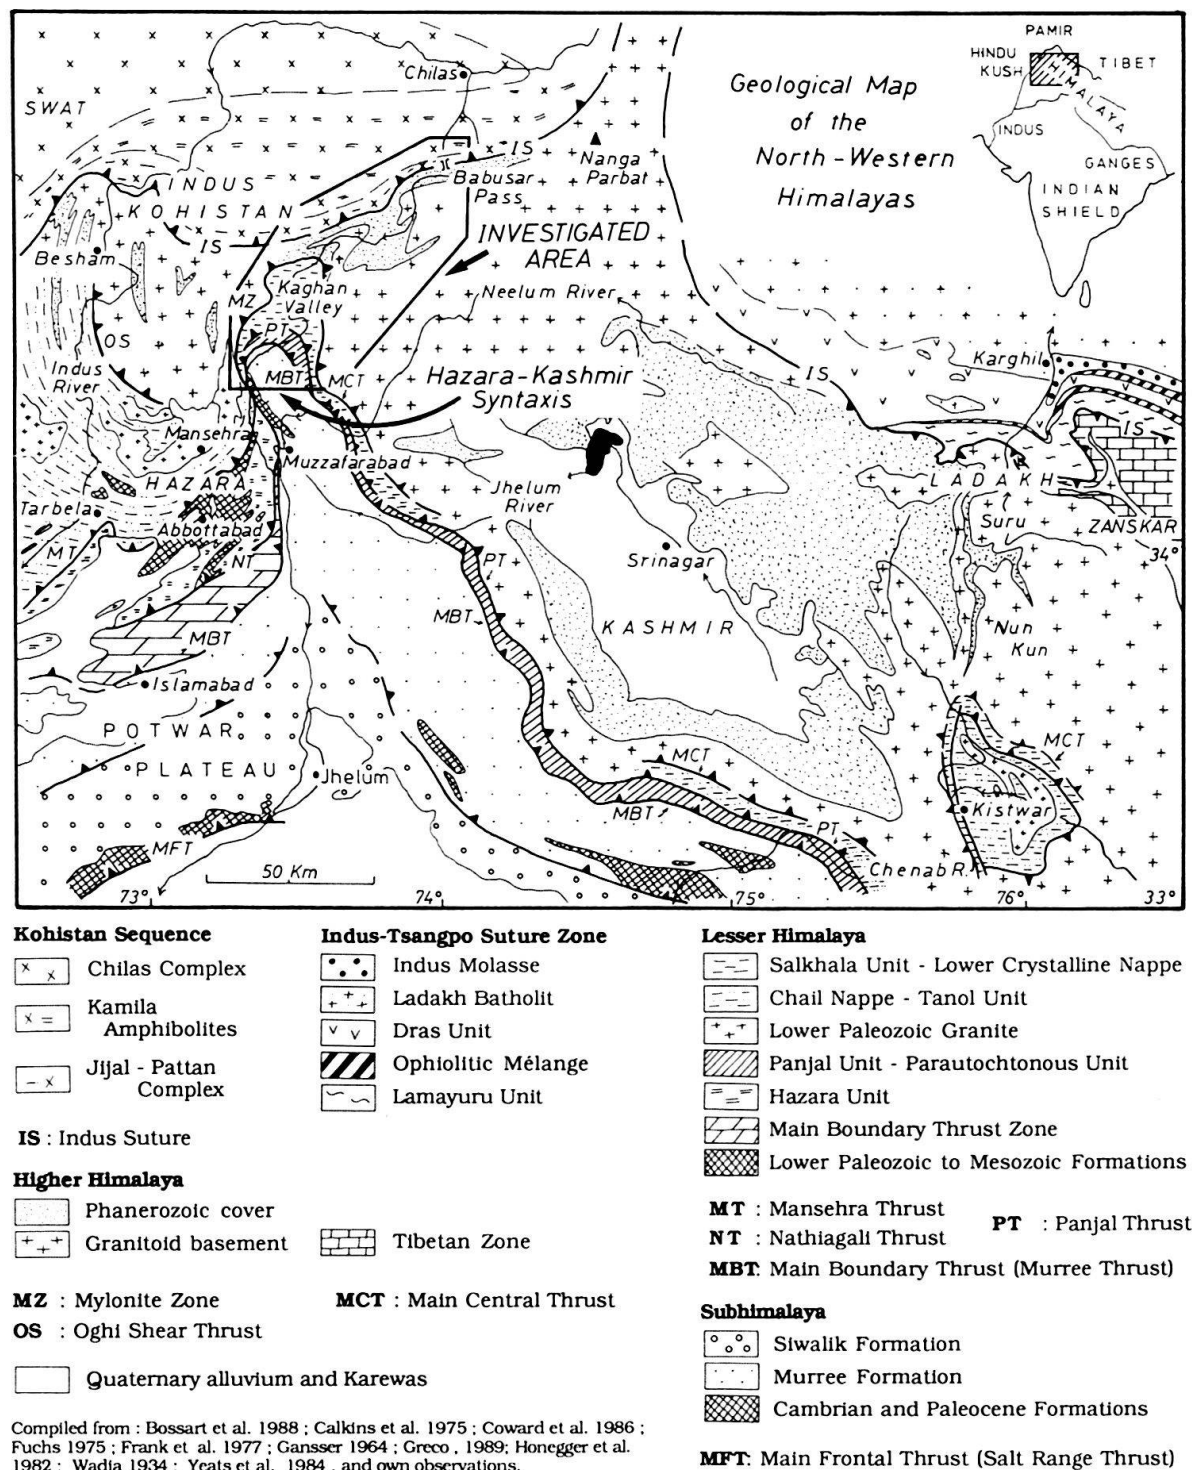 PAMIR
HINDU
KUSH
TIBET
HIMALAYA
INDUS
GANGES
INDIAN
SHIELD
Geological Map
of the
North-Western
Himalayas
Chilas
SWAT
IS
Nanga
Parbat
Babusar
Pass
INDUS
KOHISTAN
IS
INVESTIGATED
AREA
Besham
Kaghan
Valley
MZ
Neelum River
PT
OS
Indus
River
MBT
MCT
Hazara-Kashmir
Syntaxis
IS
Karghil
IS
Mansehra
Muzzafarabad
HAZARA
Jhelum
River
LADAKH
Tarbela
Abbottabad
Suru
ZANSKAR
MT
NT
PT
Srinagar
34°
MBT
KASHMIR
Nun
Kun
MBT
Islamabad
POTWAR
PLATEAU
Jhelum
MCT
MCT
MBT
Kistwar
PT
MFT
Chenab R.
50 Km
73°
74°
75°
76°
33°
Kohistan Sequence
Chilas Complex
Kamila
Amphibolites
Jijal - Pattan
Complex
IS : Indus Suture
Higher Himalaya
Phanerozoic cover
Granitoid basement
Tibetan Zone
MZ : Mylonite Zone
MCT : Main Central Thrust
OS : Oghi Shear Thrust
Quaternary alluvium and Karewas
Compiled from : Bossart et al. 1988 ; Calkins et al. 1975 ; Coward et al. 1986 ;
Fuchs 1975 ; Frank et al. 1977 ; Gansser 1964 ; Greco , 1989; Honegger et al.
1982 ; Wadia 1934 ; Yeats et al. 1984 , and own observations.
Indus-Tsangpo Suture Zone
Indus Molasse
Ladakh Batholit
Dras Unit
Ophiolitic Mélange
Lamayuru Unit
Lesser Himalaya
Salkhala Unit - Lower Crystalline Nappe
Chail Nappe - Tanol Unit
Lower Paleozoic Granite
Panjal Unit - Parautochtonous Unit
Hazara Unit
Main Boundary Thrust Zone
Lower Paleozoic to Mesozoic Formations
MT : Mansehra Thrust
PT : Panjal Thrust
NT : Nathiagali Thrust
MBT: Main Boundary Thrust (Murree Thrust)
Subhimalaya
Siwalik Formation
Murree Formation
Cambrian and Paleocene Formations
MFT: Main Frontal Thrust (Salt Range Thrust)